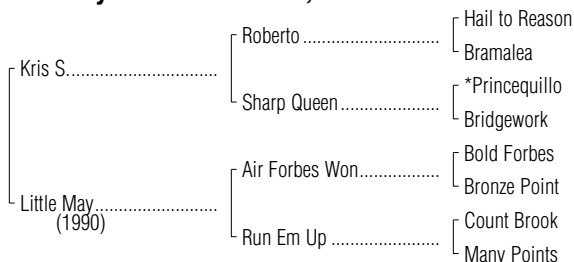 Hail to Reason
Roberto
Bramalea
Kris S.
*Princequillo
Sharp Queen
Bridgework
Bold Forbes
Air Forbes Won
Bronze Point
Little May
(1990)
Count Brook
Run Em Up
Many Points